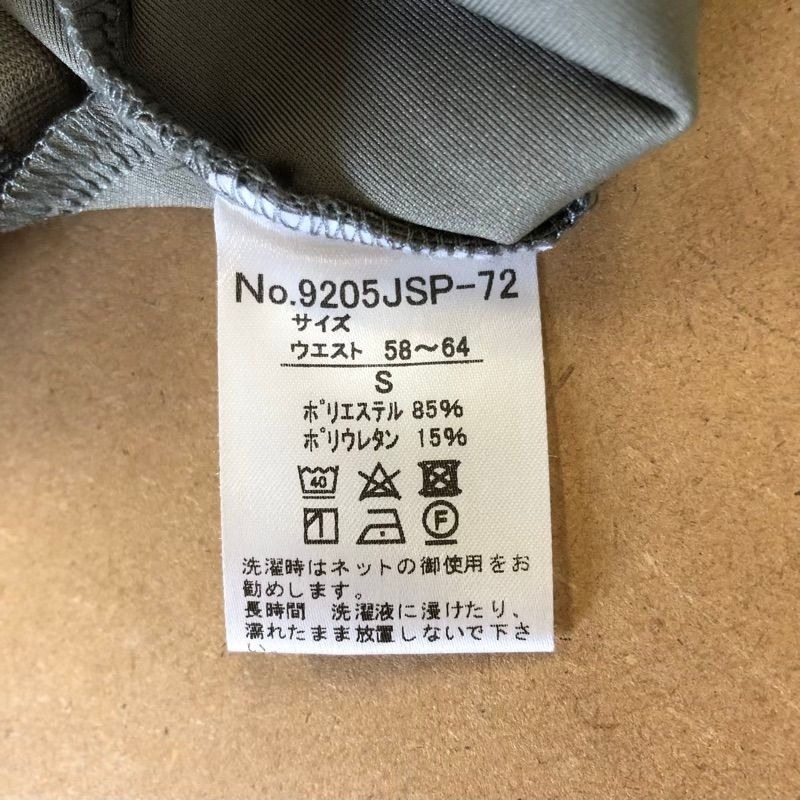 No.9205JSP-72
サイズ
ウエスト 58～64
S
ﾎﾟﾘｴｽﾃﾙ 85%
ﾎﾟﾘｳﾚﾀﾝ 15%
40
F
洗濯時はネットの御使用をお
勧めします。
長時間 洗濯液に浸けたり、
濡れたまま放置しないで下さ
い。